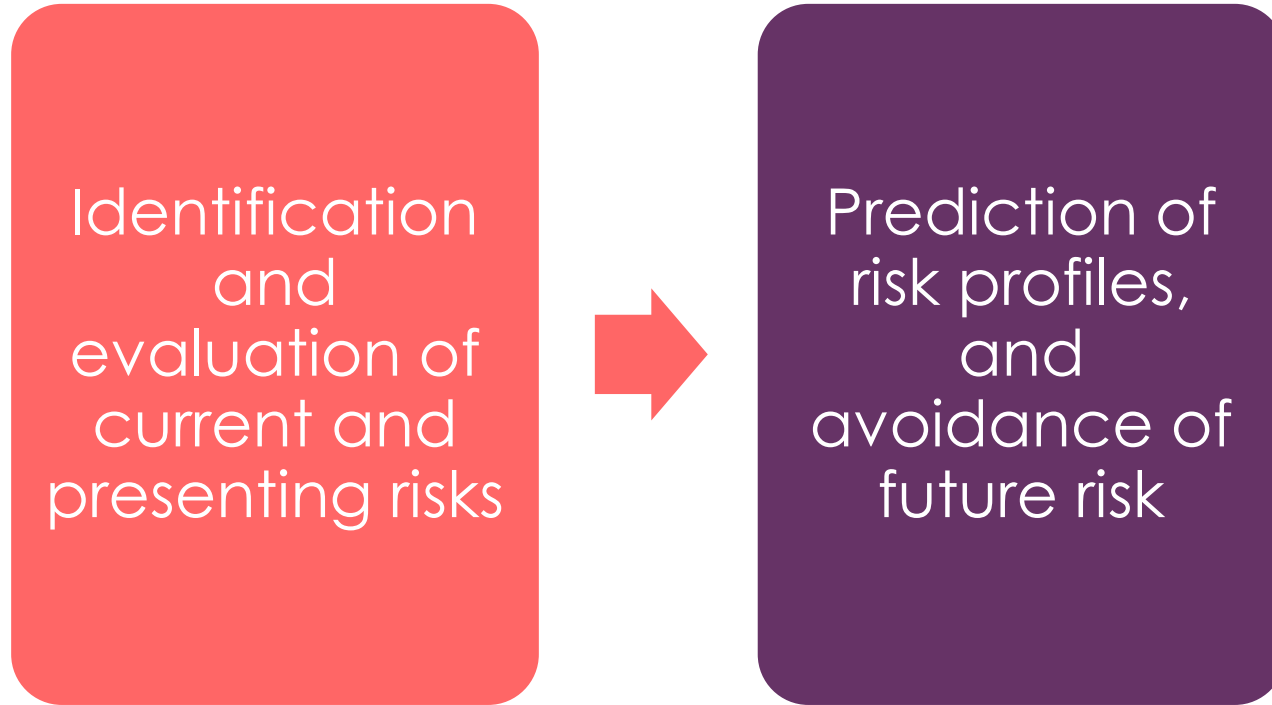 Identification
and
evaluation of
current and
presenting risks
Prediction of
risk profiles,
and
avoidance of
future risk